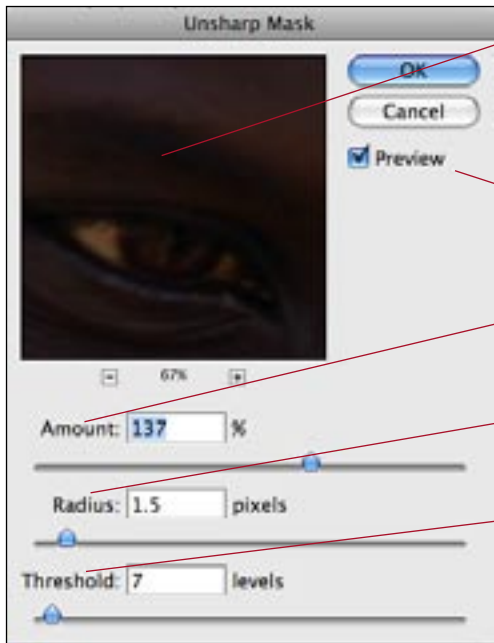 Unsharp Mask
OK
Cancel
Preview
67%
Amount: 137 %
Radius: 1.5 pixels
Threshold: 7 levels